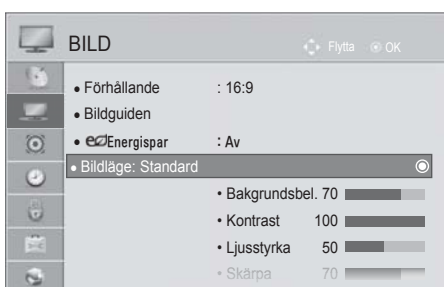 BILD
Flytta OK
• Förhållande : 16:9
• Bildguiden
• Energispar : Av
• Bildläge: Standard
• Bakgrundsbel. 70
• Kontrast 100
• Ljusstyrka 50
• Skärpa 70